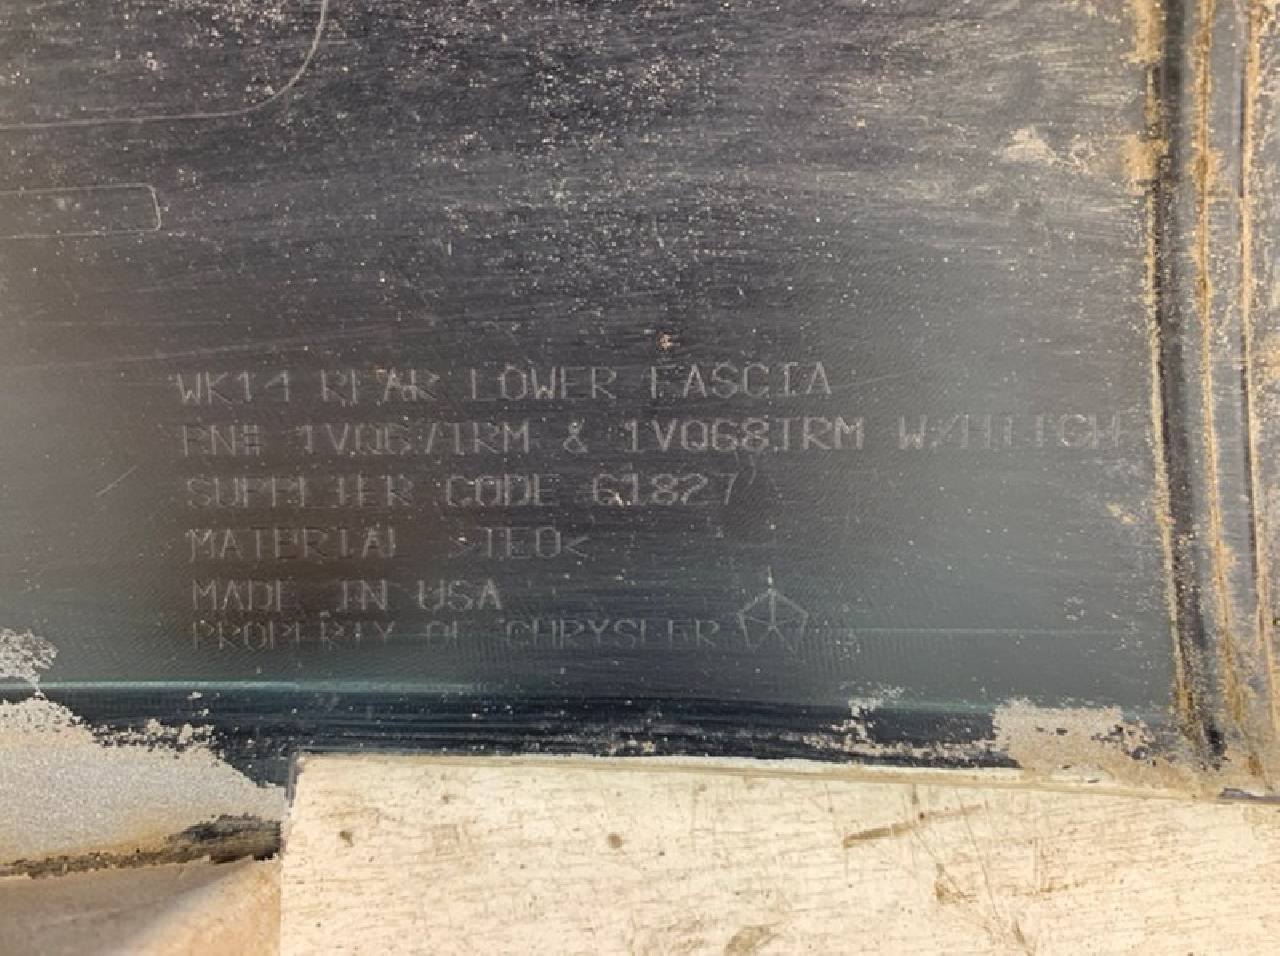 WK14 REAR LOWER FASCIA
PN# 1VQ67TRM & 1VQ68TRM W/HITCH
SUPPLIER CODE 61827
MATERIAL >TEO<
MADE IN USA
PROPERTY OF CHRYSLER